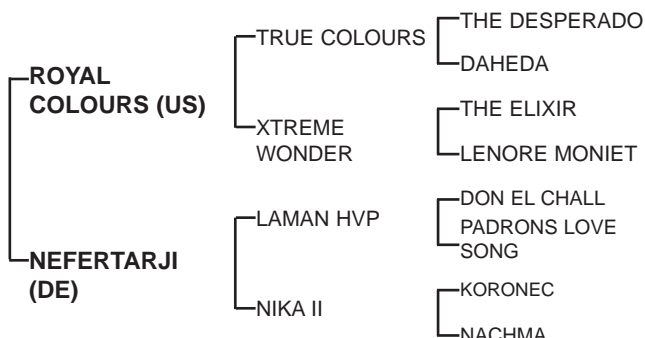 THE DESPERADO
TRUE COLOURS
DAHEDA
ROYAL
COLOURS (US)
THE ELIXIR
XTREME
WONDER
LENORE MONIET
DON EL CHALL
LAMAN HVP
PADRONS LOVE
SONG
NEFERTARJI
(DE)
KORONEC
NIKA II
NACHMA